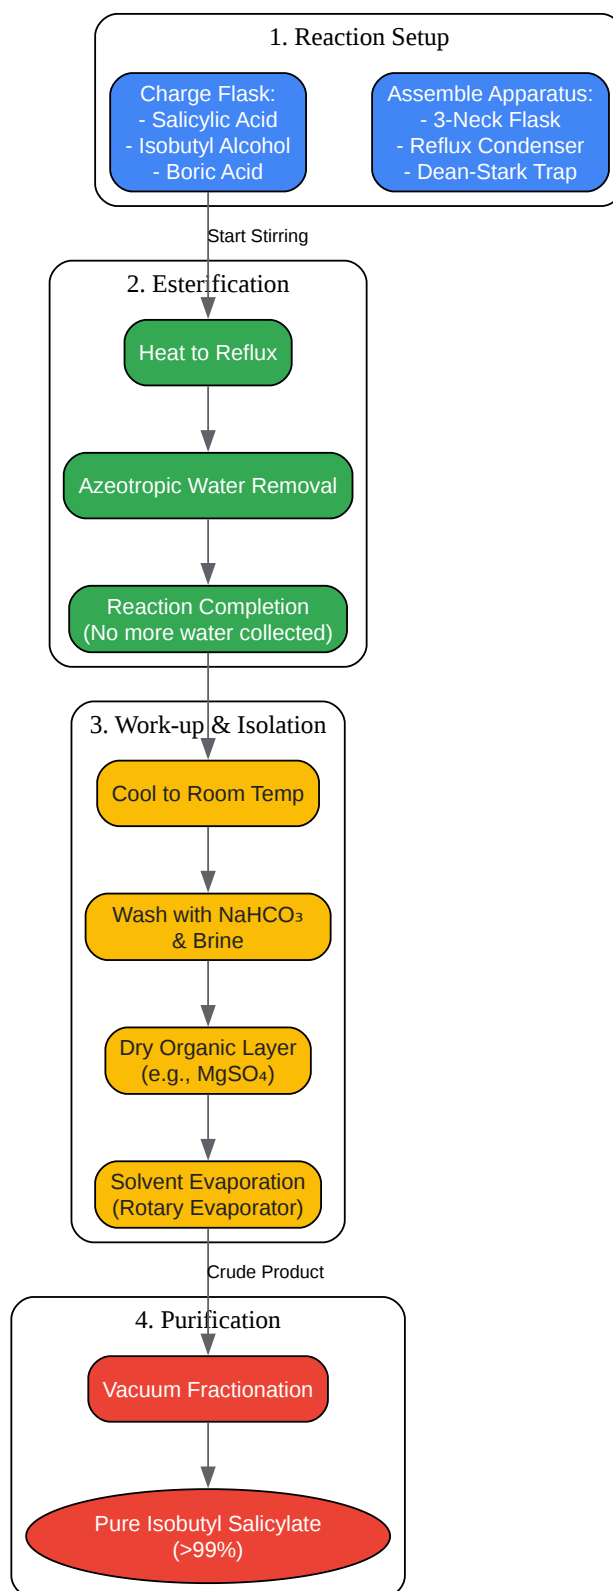 1. Reaction Setup
Charge Flask:
- Salicylic Acid
- Isobutyl Alcohol
- Boric Acid
Assemble Apparatus:
- 3-Neck Flask
- Reflux Condenser
- Dean-Stark Trap
Start Stirring
2. Esterification
Heat to Reflux
Azeotropic Water Removal
Reaction Completion
(No more water collected)
3. Work-up & Isolation
Cool to Room Temp
Wash with NaHCO₃
& Brine
Dry Organic Layer
(e.g., MgSO₄)
Solvent Evaporation
(Rotary Evaporator)
Crude Product
4. Purification
Vacuum Fractionation
Pure Isobutyl Salicylate
(>99%)